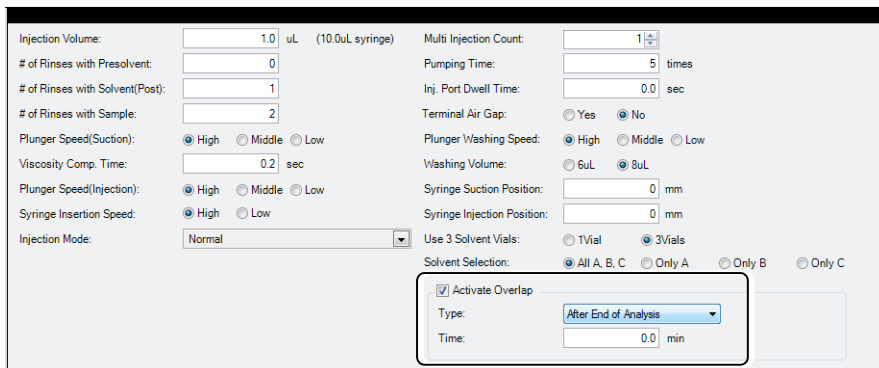 Injection Volume: 1.0 uL (10.0uL syringe)
# of Rinses with Presolvent: 0
# of Rinses with Solvent(Post): 1
# of Rinses with Sample: 2
Plunger Speed(Suction): High Middle Low
Viscosity Comp. Time: 0.2 sec
Plunger Speed(Injection): High Middle Low
Syringe Insertion Speed: High Low
Injection Mode: Normal
Multi Injection Count: 1
Pumping Time: 5 times
Inj. Port Dwell Time: 0.0 sec
Terminal Air Gap: Yes No
Plunger Washing Speed: High Middle Low
Washing Volume: 6uL 8uL
Syringe Suction Position: 0 mm
Syringe Injection Position: 0 mm
Use 3 Solvent Vials: 1Vial 3Vials
Solvent Selection: All A, B, C Only A Only B Only C
Activate Overlap
Type: After End of Analysis
Time: 0.0 min